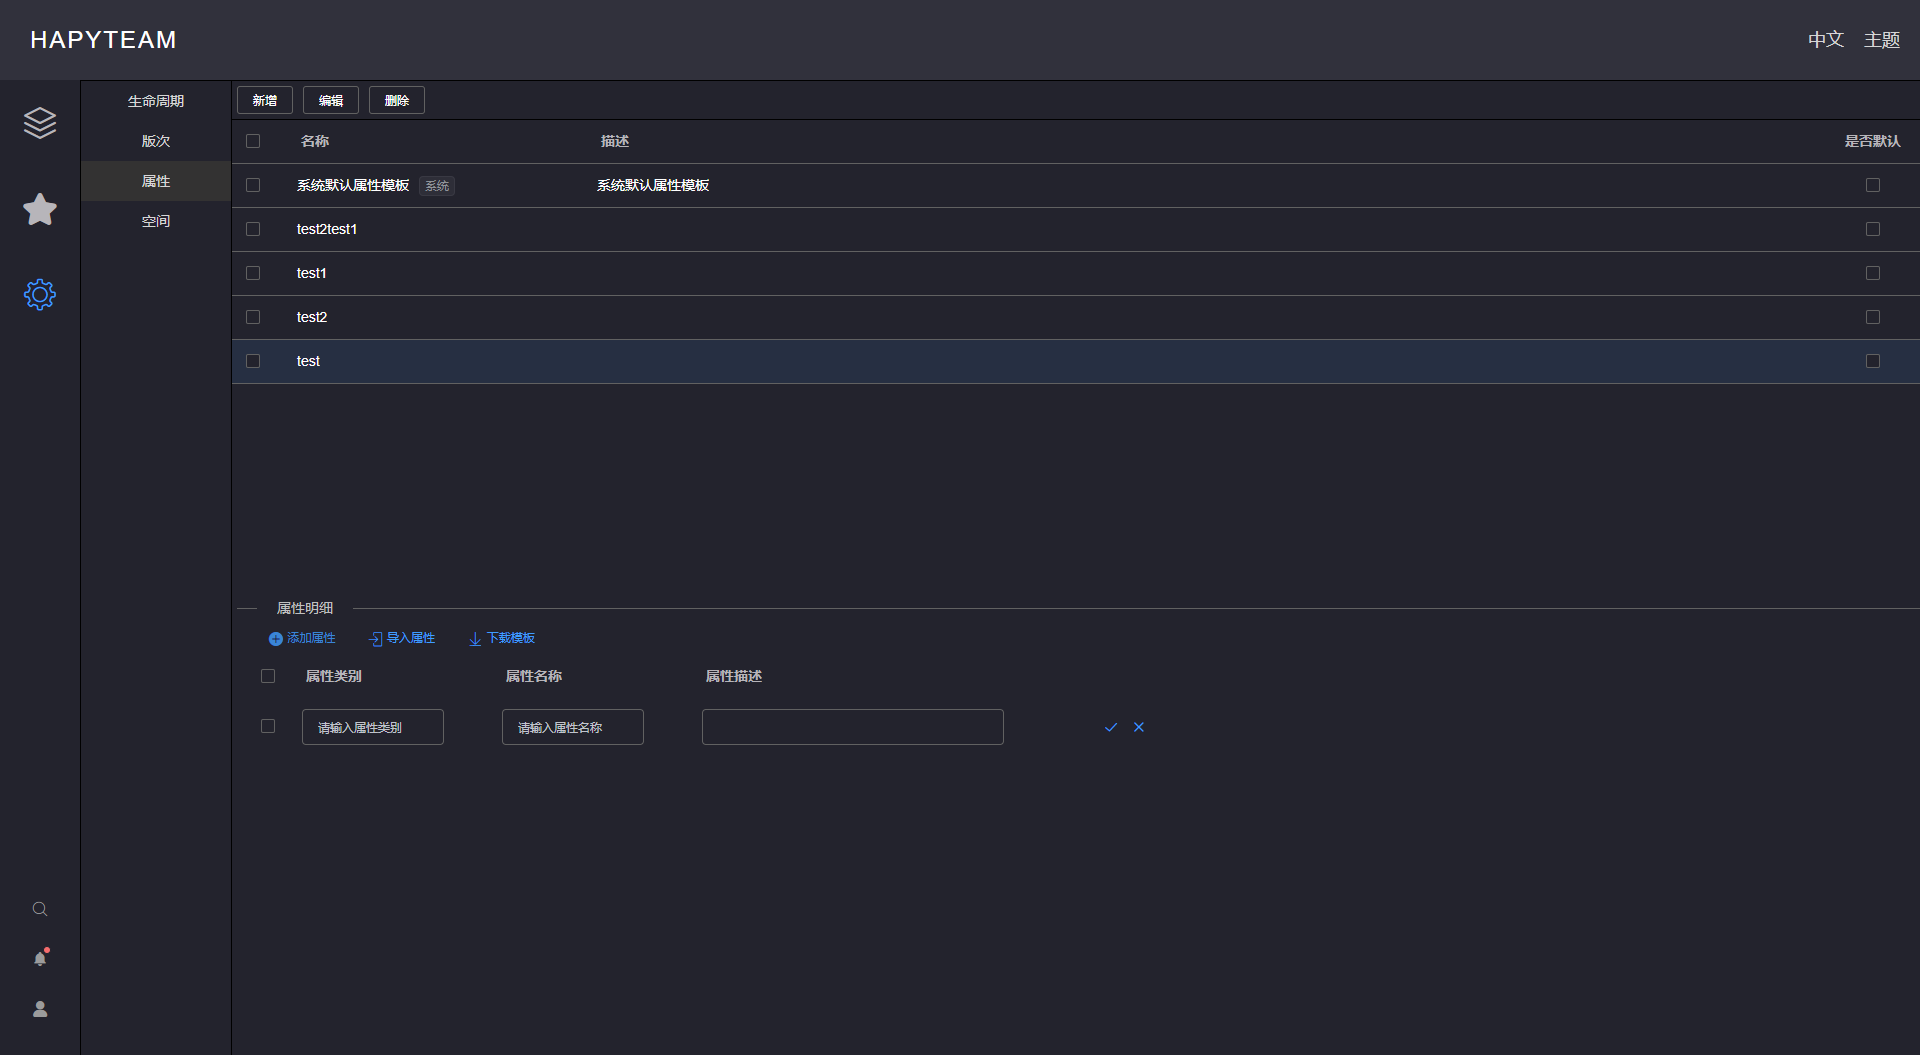 HAPYTEAM
中文 主题
生命周期
版次
属性
空间
新增 编辑 删除
名称 描述 是否默认
系统默认属性模板 系统 系统默认属性模板
test2test1
test1
test2
test
属性明细
添加属性 导入属性 下载模板
属性类别 属性名称 属性描述
请输入属性类别 请输入属性名称